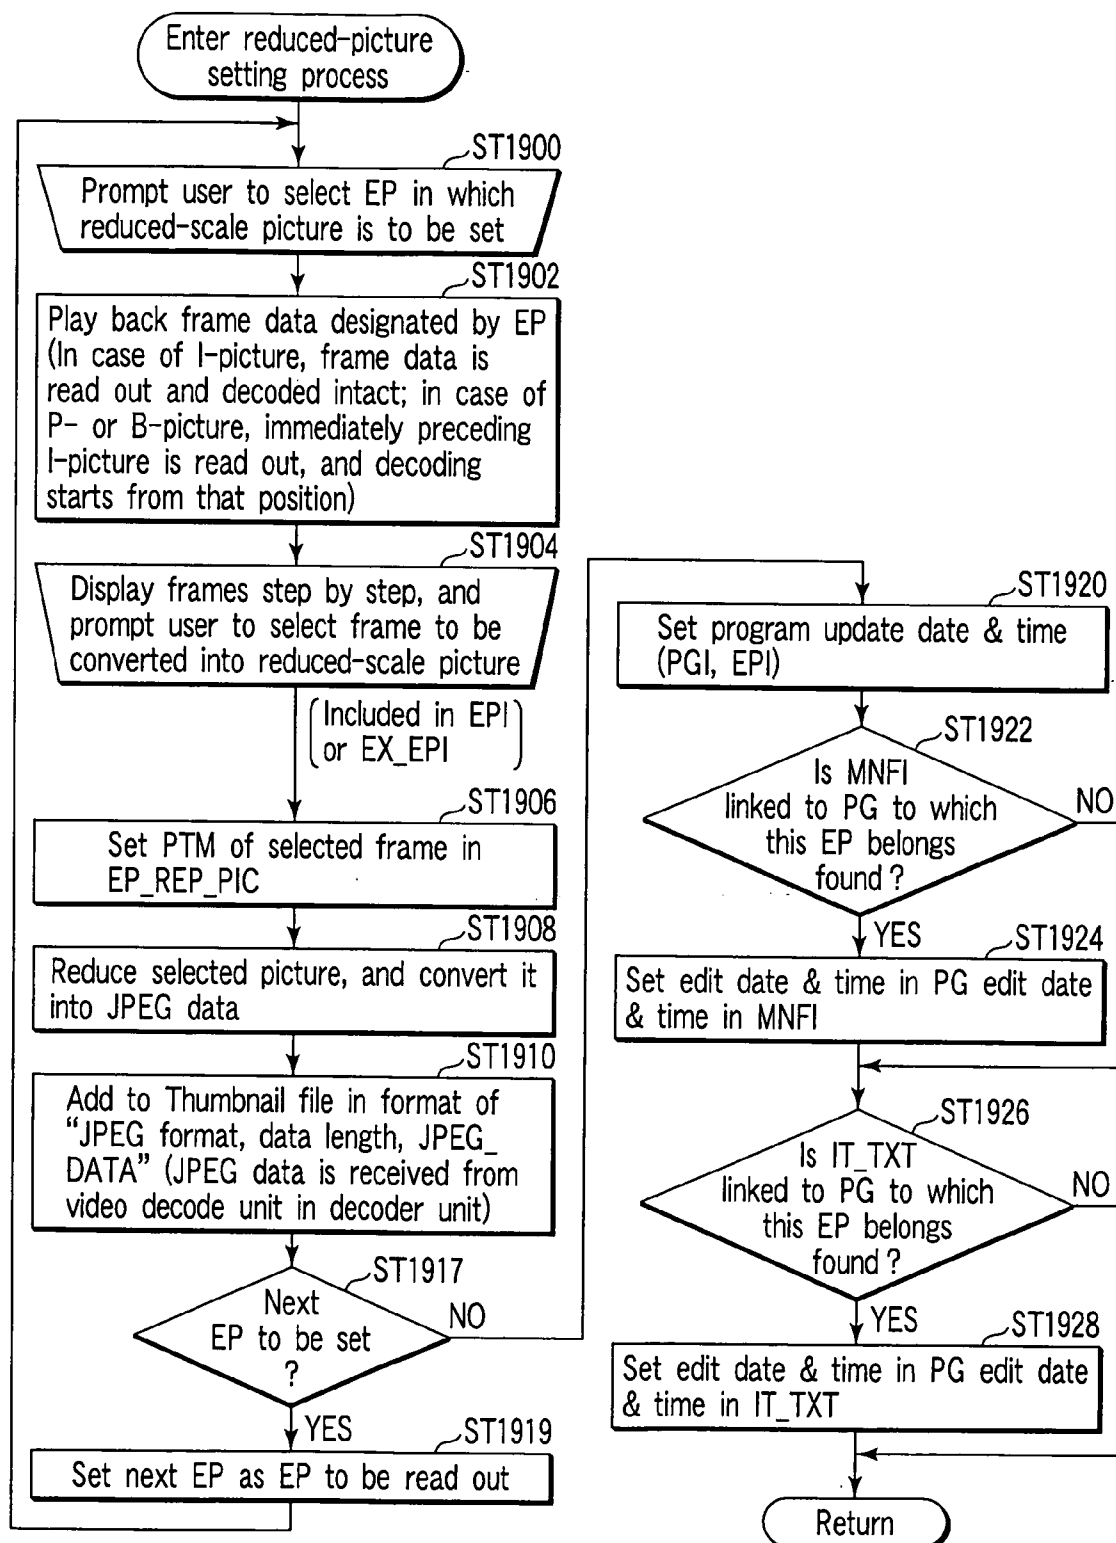 Enter reduced-picture
setting process
ST1900
Prompt user to select EP in which
reduced-scale picture is to be set
ST1902
Play back frame data designated by EP
(In case of I-picture, frame data is
read out and decoded intact; in case of
P- or B-picture, immediately preceding
I-picture is read out, and decoding
starts from that position)
ST1904
Display frames step by step, and
prompt user to select frame to be
converted into reduced-scale picture
(Included in EPI
or EX_EPI)
ST1906
Set PTM of selected frame in
EP_REP_PIC
ST1908
Reduce selected picture, and convert it
into JPEG data
ST1910
Add to Thumbnail file in format of
“JPEG format, data length, JPEG_
DATA” (JPEG data is received from
video decode unit in decoder unit)
ST1917
Next
EP to be set
?
NO
YES
ST1919
Set next EP as EP to be read out
ST1920
Set program update date & time
(PGI, EPI)
ST1922
Is MNFI
linked to PG to which
this EP belongs
found ?
NO
YES
ST1924
Set edit date & time in PG edit date
& time in MNFI
ST1926
Is IT_TXT
linked to PG to which
this EP belongs
found ?
NO
YES
ST1928
Set edit date & time in PG edit date
& time in IT_TXT
Return